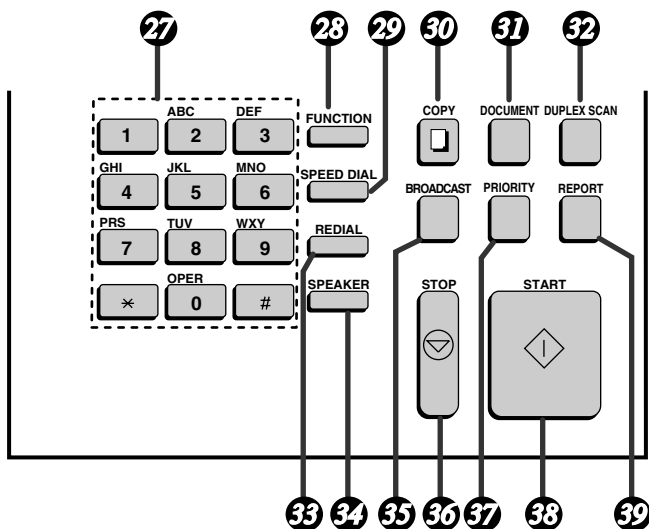 27 28 29 30 31 32
ABC DEF FUNCTION COPY DOCUMENT DUPLEX SCAN
1 2 3
GHI JKL MNO SPEED DIAL
4 5 6 BROADCAST PRIORITY REPORT
PRS TUV WXY REDIAL
7 8 9
OPER SPEAKER STOP START
* 0 #
33 34 35 36 37 38 39